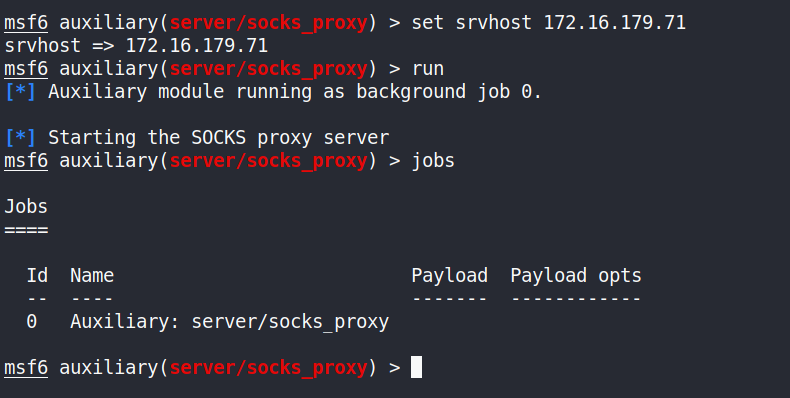 msf6 auxiliary(server/socks_proxy) > set srvhost 172.16.179.71
srvhost => 172.16.179.71
msf6 auxiliary(server/socks_proxy) > run
[*] Auxiliary module running as background job 0.
[*] Starting the SOCKS proxy server
msf6 auxiliary(server/socks_proxy) > jobs
Jobs
====
Id  Name                           Payload  Payload opts
--  ----                           -------  ------------
0   Auxiliary: server/socks_proxy
msf6 auxiliary(server/socks_proxy) >